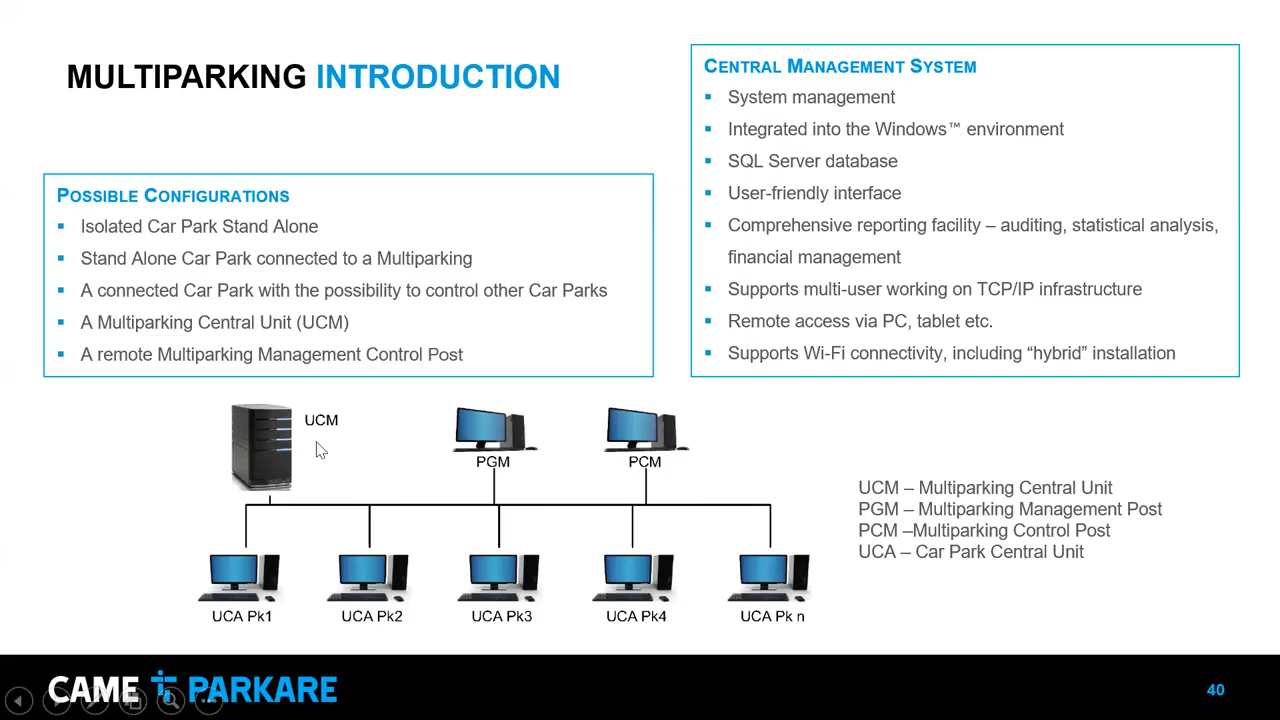 MULTIPARKING INTRODUCTION
POSSIBLE CONFIGURATIONS
▪ Isolated Car Park Stand Alone
▪ Stand Alone Car Park connected to a Multiparking
▪ A connected Car Park with the possibility to control other Car Parks
▪ A Multiparking Central Unit (UCM)
▪ A remote Multiparking Management Control Post
CENTRAL MANAGEMENT SYSTEM
▪ System management
▪ Integrated into the Windows™ environment
▪ SQL Server database
▪ User-friendly interface
▪ Comprehensive reporting facility – auditing, statistical analysis,
financial management
▪ Supports multi-user working on TCP/IP infrastructure
▪ Remote access via PC, tablet etc.
▪ Supports Wi-Fi connectivity, including “hybrid” installation
UCM
PGM
PCM
UCA Pk1
UCA Pk2
UCA Pk3
UCA Pk4
UCA Pk n
UCM – Multiparking Central Unit
PGM – Multiparking Management Post
PCM –Multiparking Control Post
UCA – Car Park Central Unit
CAME PARKARE
40